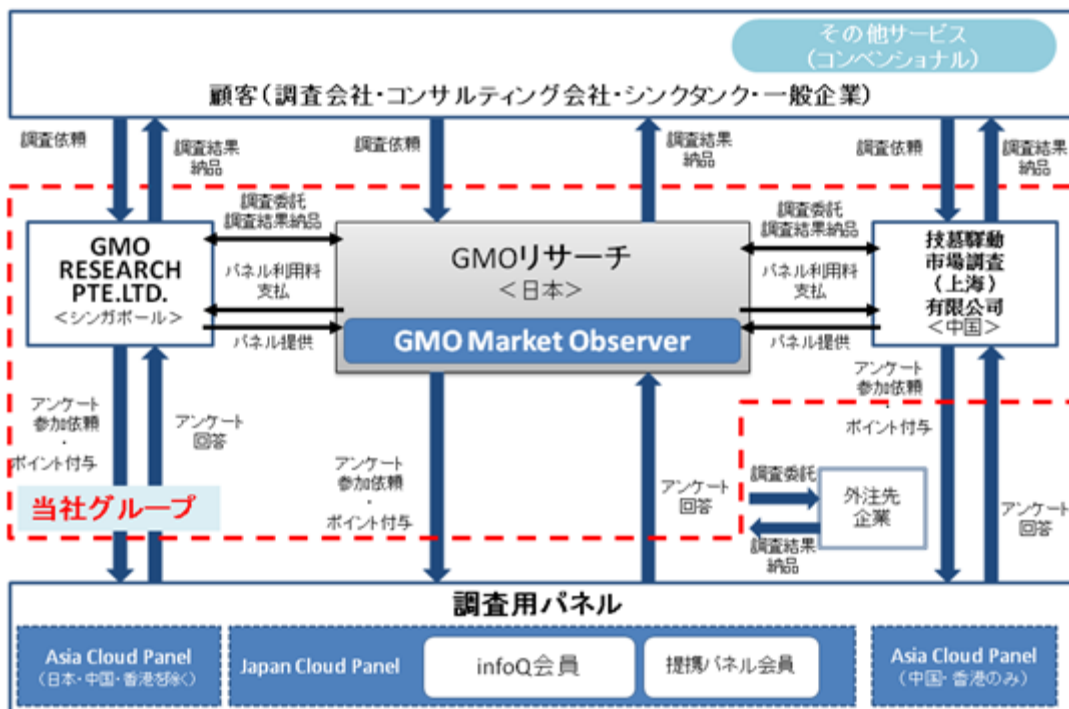 その他サービス
(コンベンショナル)
顧客(調査会社・コンサルティング会社・シンクタンク・一般企業)
調査依頼
調査結果
納品
調査依頼
調査結果
納品
調査依頼
調査結果
納品
GMO
RESEARCH
PTE.LTD.
<シンガポール>
調査委託
調査結果納品
パネル利用料
支払
パネル提供
GMOリサーチ
<日本>
GMO Market Observer
調査委託
調査結果納品
パネル利用料
支払
パネル提供
技慕驛動
市場調査
(上海)
有限公司
<中国>
アンケート
参加依頼
・
ポイント付与
アンケート
回答
アンケート
参加依頼
・
ポイント付与
アンケート
回答
アンケート
参加依頼
・
ポイント付与
アンケート
回答
当社グループ
調査委託
外注先
企業
調査結果
納品
調査用パネル
Asia Cloud Panel
(日本・中国・香港を除く)
Japan Cloud Panel
infoQ会員
提携パネル会員
Asia Cloud Panel
(中国・香港のみ)